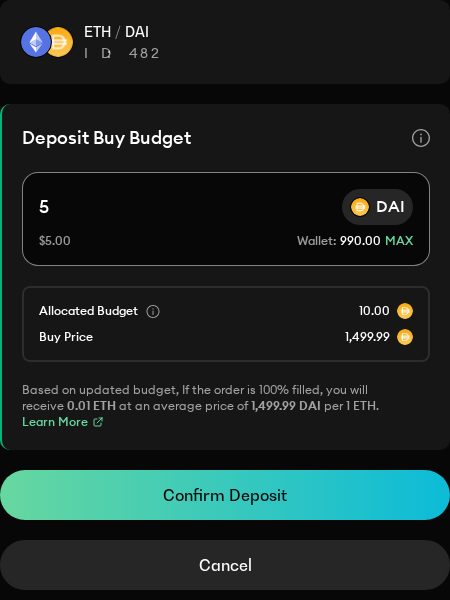 ETH / DAI
ID 482
Deposit Buy Budget
5
DAI
$5.00
Wallet: 990.00 MAX
Allocated Budget
10.00
Buy Price
1,499.99
Based on updated budget, If the order is 100% filled, you will
receive 0.01 ETH at an average price of 1,499.99 DAI per 1 ETH.
Learn More
Confirm Deposit
Cancel